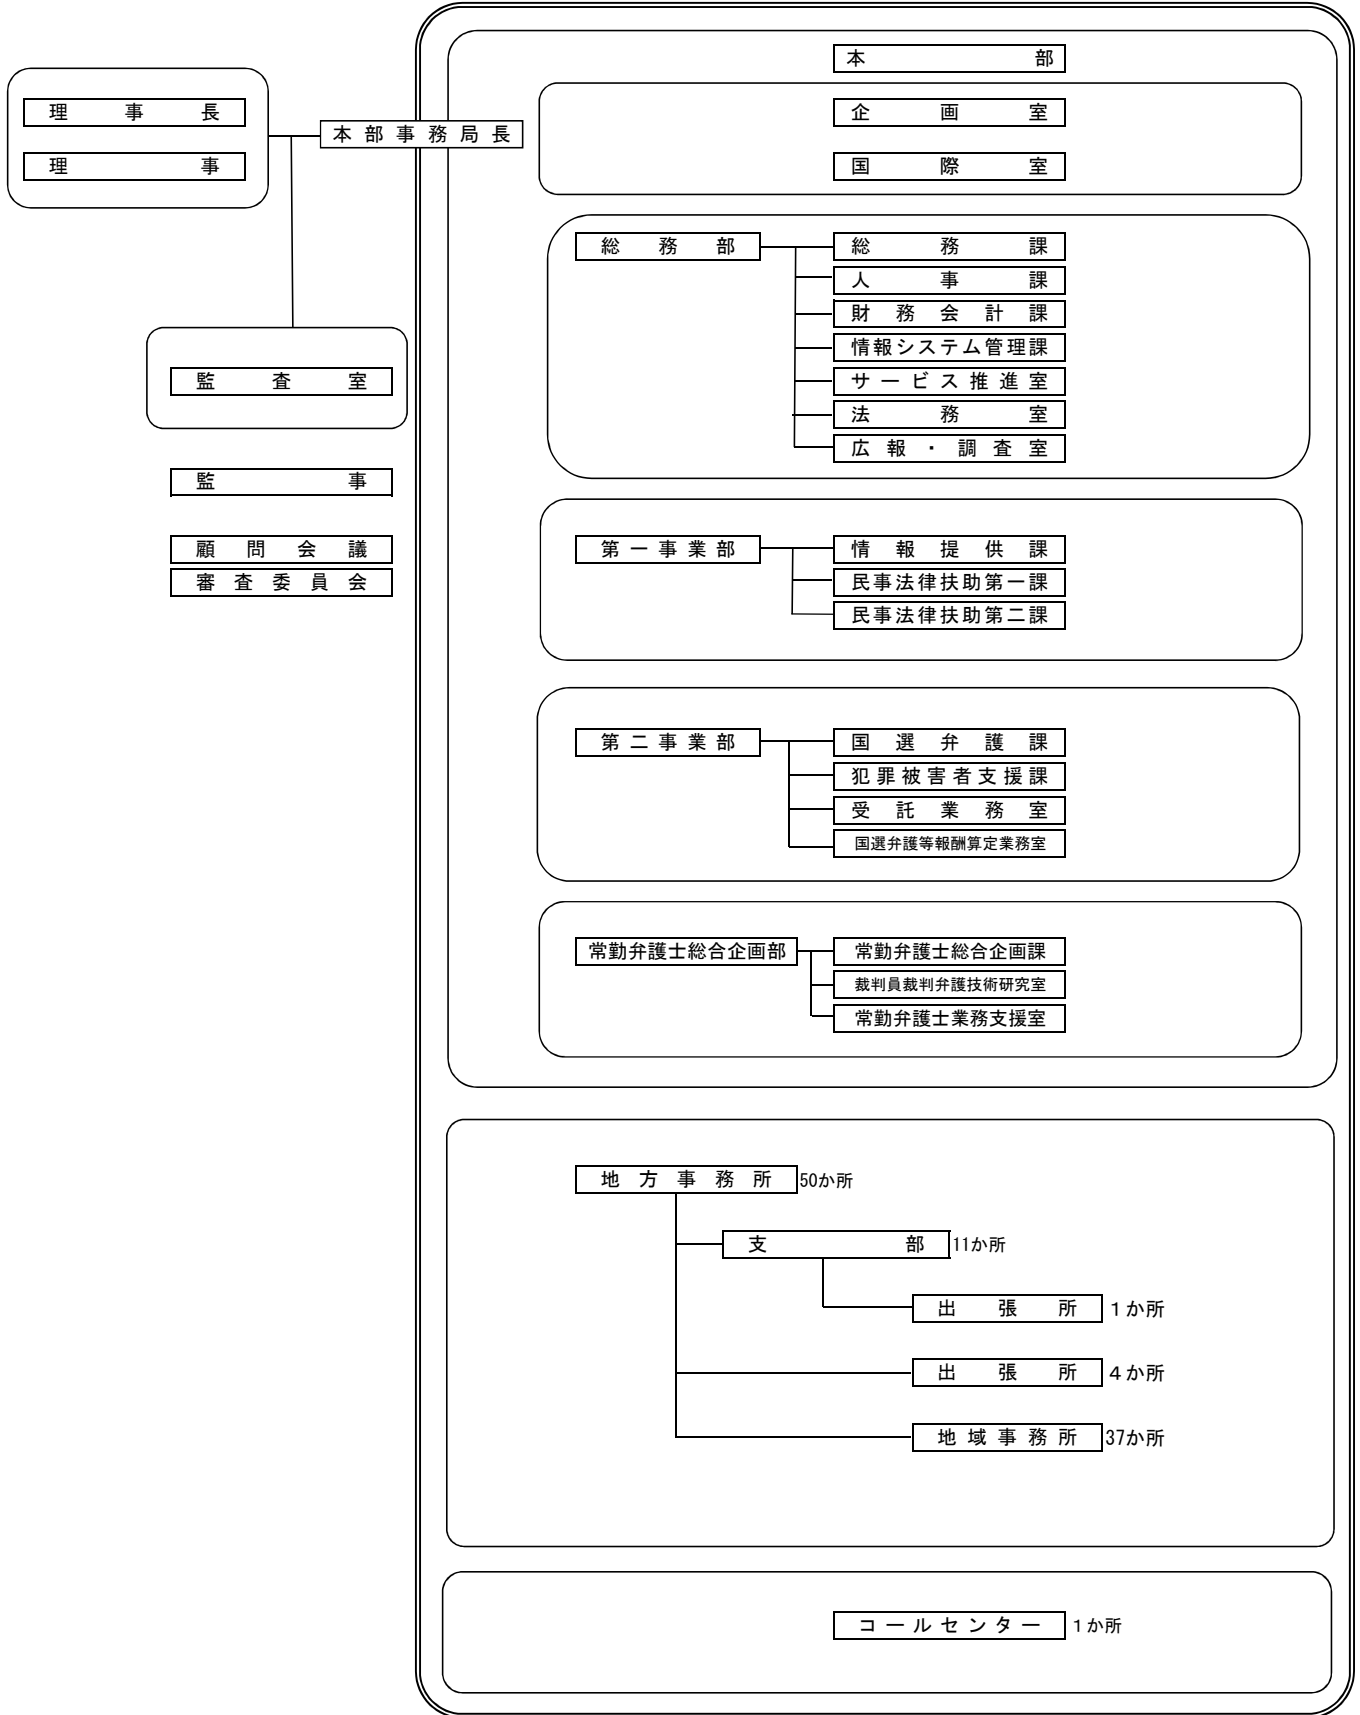 本部
理事長
理事
本部事務局長
企画室
国際室
総務部
総務課
人事課
財務会計課
情報システム管理課
サービス推進室
法務室
広報・調査室
監査室
監事
顧問会議
審査委員会
第一事業部
情報提供課
民事法律扶助第一課
民事法律扶助第二課
第二事業部
国選弁護課
犯罪被害者支援課
受託業務室
国選弁護等報酬算定業務室
常勤弁護士総合企画部
常勤弁護士総合企画課
裁判員裁判弁護技術研究室
常勤弁護士業務支援室
地方事務所 50か所
支部 11か所
出張所 1か所
出張所 4か所
地域事務所 37か所
コールセンター 1か所